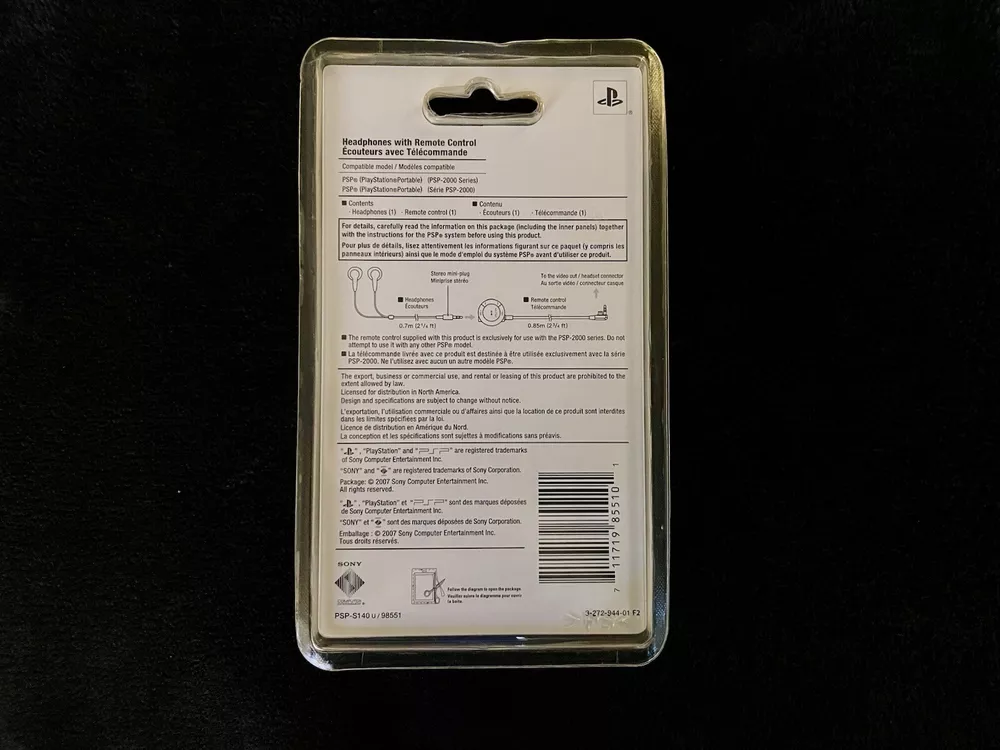 Headphones with Remote Control
Écouteurs avec Télécommande
Compatible model / Modèles compatible
PSP® (PlayStation®Portable) (PSP-2000 Series)
PSP® (PlayStation®Portable) (Série PSP-2000)
■ Contents
· Headphones (1) · Remote control (1)
■ Contenu
· Écouteurs (1) · Télécommande (1)
For details, carefully read the information on this package (including the inner panels) together
with the instructions for the PSP® system before using this product.
Pour plus de détails, lisez attentivement les informations figurant sur ce paquet (y compris les
panneaux intérieurs) ainsi que le mode d'emploi du système PSP® avant d'utiliser ce produit.
Stereo mini-plug
Miniprise stéréo
To the video out / headset connector
Au sortie vidéo / connecteur casque
■ Headphones
Écouteurs
■ Remote control
Télécommande
0.7m (2 1/4 ft)
0.85m (2 3/4 ft)
■ The remote control supplied with this product is exclusively for use with the PSP-2000 series. Do not
attempt to use it with any other PSP® model.
■ La télécommande livrée avec ce produit est destinée à être utilisée exclusivement avec la série
PSP-2000. Ne l'utilisez avec aucun un autre modèle PSP®.
The export, business or commercial use, and rental or leasing of this product are prohibited to the
extent allowed by law.
Licensed for distribution in North America.
Design and specifications are subject to change without notice.
L'exportation, l'utilisation commerciale ou d'affaires ainsi que la location de ce produit sont interdites
dans les limites spécifiées par la loi.
Licence de distribution en Amérique du Nord.
La conception et les spécifications sont sujettes à modifications sans préavis.
" ", "PlayStation" and "PSP" are registered trademarks
of Sony Computer Entertainment Inc.
"SONY" and " " are registered trademarks of Sony Corporation.
Package: © 2007 Sony Computer Entertainment Inc.
All rights reserved.
" ", "PlayStation" et "PSP" sont des marques déposées
de Sony Computer Entertainment Inc.
"SONY" et " " sont des marques déposées de Sony Corporation.
Emballage : © 2007 Sony Computer Entertainment Inc.
Tous droits réservés.
7 11719 85510 1
SONY
COMPUTER
ENTERTAINMENT®
Follow the diagram to open the package.
Veuillez suivre le diagramme pour ouvrir
la boîte.
PSP-S140 U / 98551
3-272-944-01 F2